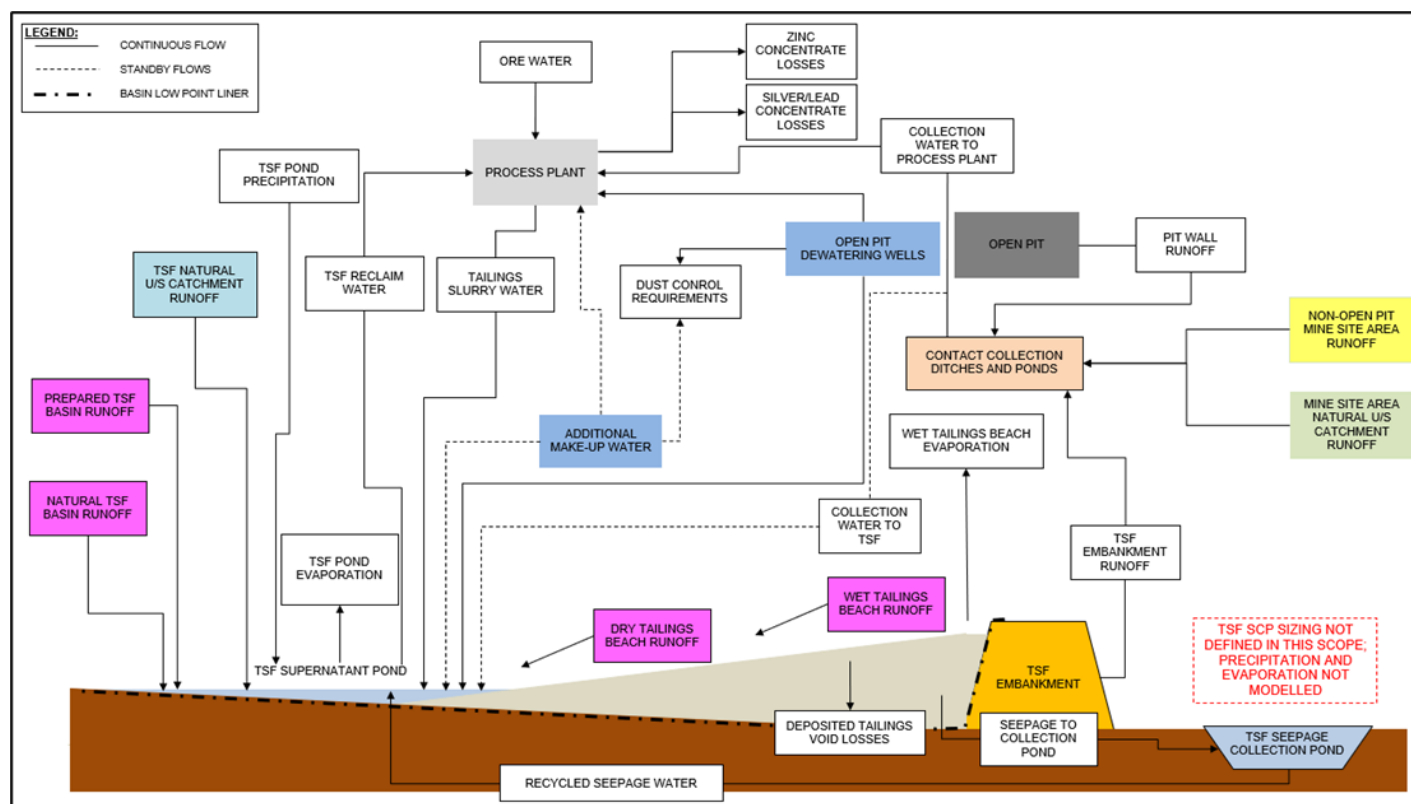 LEGEND:
CONTINUOUS FLOW
STANDBY FLOWS
BASIN LOW POINT LINER
ORE WATER
ZINC
CONCENTRATE
LOSSES
SILVER/LEAD
CONCENTRATE
LOSSES
COLLECTION
WATER TO
PROCESS PLANT
TSF POND
PRECIPITATION
PROCESS PLANT
TSF NATURAL
U/S CATCHMENT
RUNOFF
TSF RECLAIM
WATER
TAILINGS
SLURRY WATER
DUST CONROL
REQUIREMENTS
OPEN PIT
DEWATERING WELLS
OPEN PIT
PIT WALL
RUNOFF
NON-OPEN PIT
MINE SITE AREA
RUNOFF
CONTACT COLLECTION
DITCHES AND PONDS
PREPARED TSF
BASIN RUNOFF
ADDITIONAL
MAKE-UP WATER
WET TAILINGS BEACH
EVAPORATION
MINE SITE AREA
NATURAL U/S
CATCHMENT
RUNOFF
NATURAL TSF
BASIN RUNOFF
COLLECTION
WATER TO
TSF
TSF
EMBANKMENT
RUNOFF
TSF POND
EVAPORATION
WET TAILINGS
BEACH RUNOFF
DRY TAILINGS
BEACH RUNOFF
TSF SCP SIZING NOT
DEFINED IN THIS SCOPE;
PRECIPITATION AND
EVAPORATION NOT
MODELLED
TSF SUPERNATANT POND
TSF
EMBANKMENT
DEPOSITED TAILINGS
VOID LOSSES
SEEPAGE TO
COLLECTION
POND
TSF SEEPAGE
COLLECTION POND
RECYCLED SEEPAGE WATER